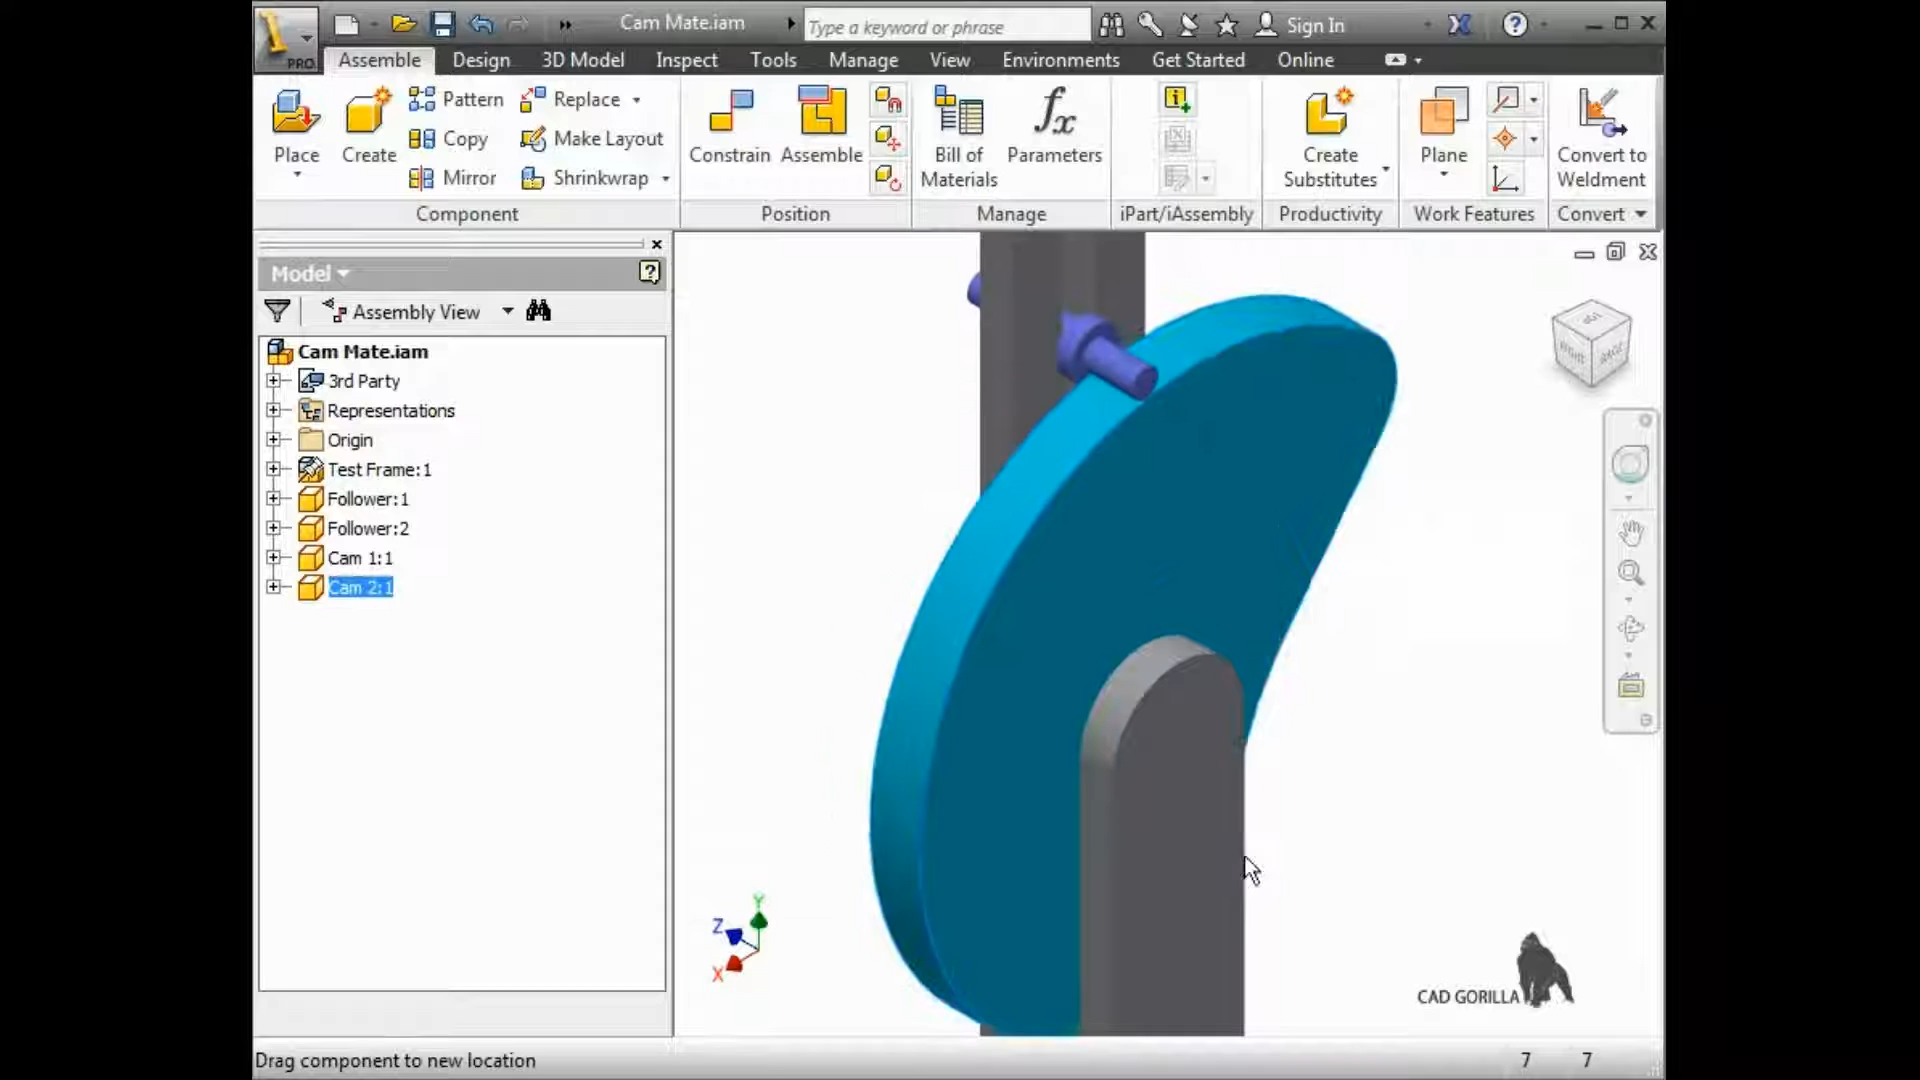 PRO
Cam Mate.iam
Type a keyword or phrase
Sign In
Assemble Design 3D Model Inspect Tools Manage View Environments Get Started Online
Place
Create
Pattern
Copy
Mirror
Replace
Make Layout
Shrinkwrap
Component
Constrain
Assemble
Position
Bill of
Materials
Parameters
Manage
iPart/iAssembly
Create
Substitutes
Productivity
Plane
Work Features
Convert to
Weldment
Convert
Model
Assembly View
Cam Mate.iam
3rd Party
Representations
Origin
Test Frame:1
Follower:1
Follower:2
Cam 1:1
Cam 2:1
Y
Z
X
CAD GORILLA
Drag component to new location
7 7